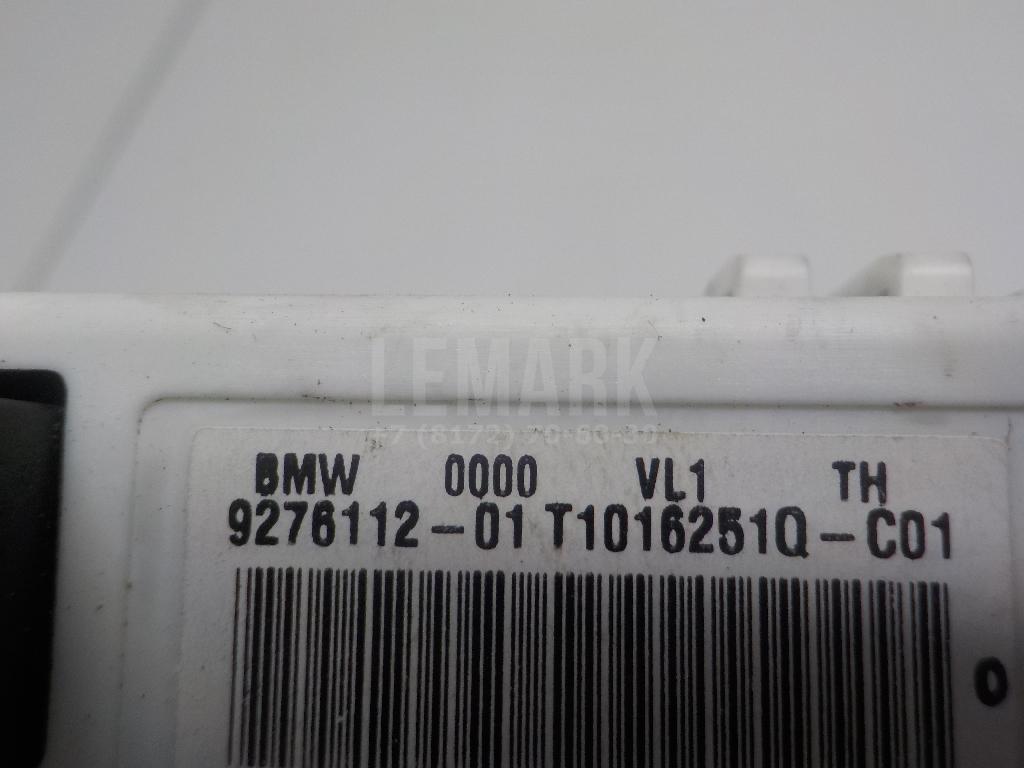 LEMARK
BMW 0000 VL1 TH
9276112-01 T1016251Q-C01
0